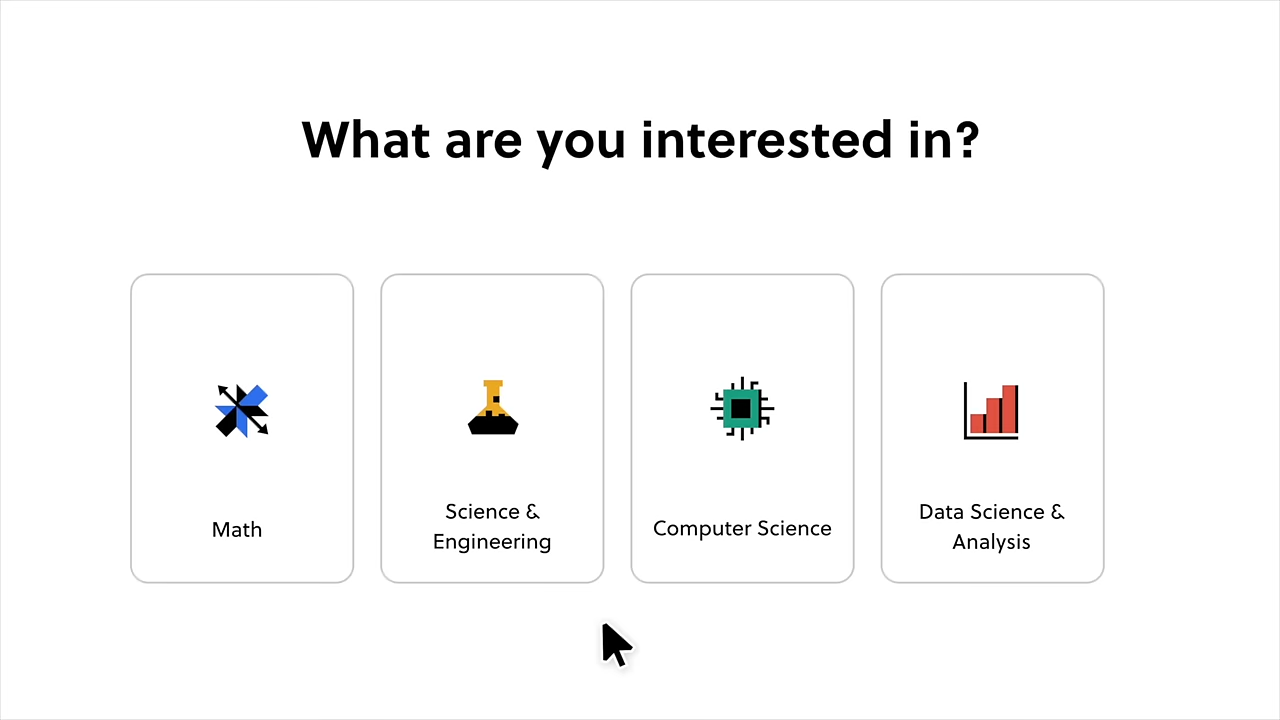 What are you interested in?
Math
Science &
Engineering
Computer Science
Data Science &
Analysis